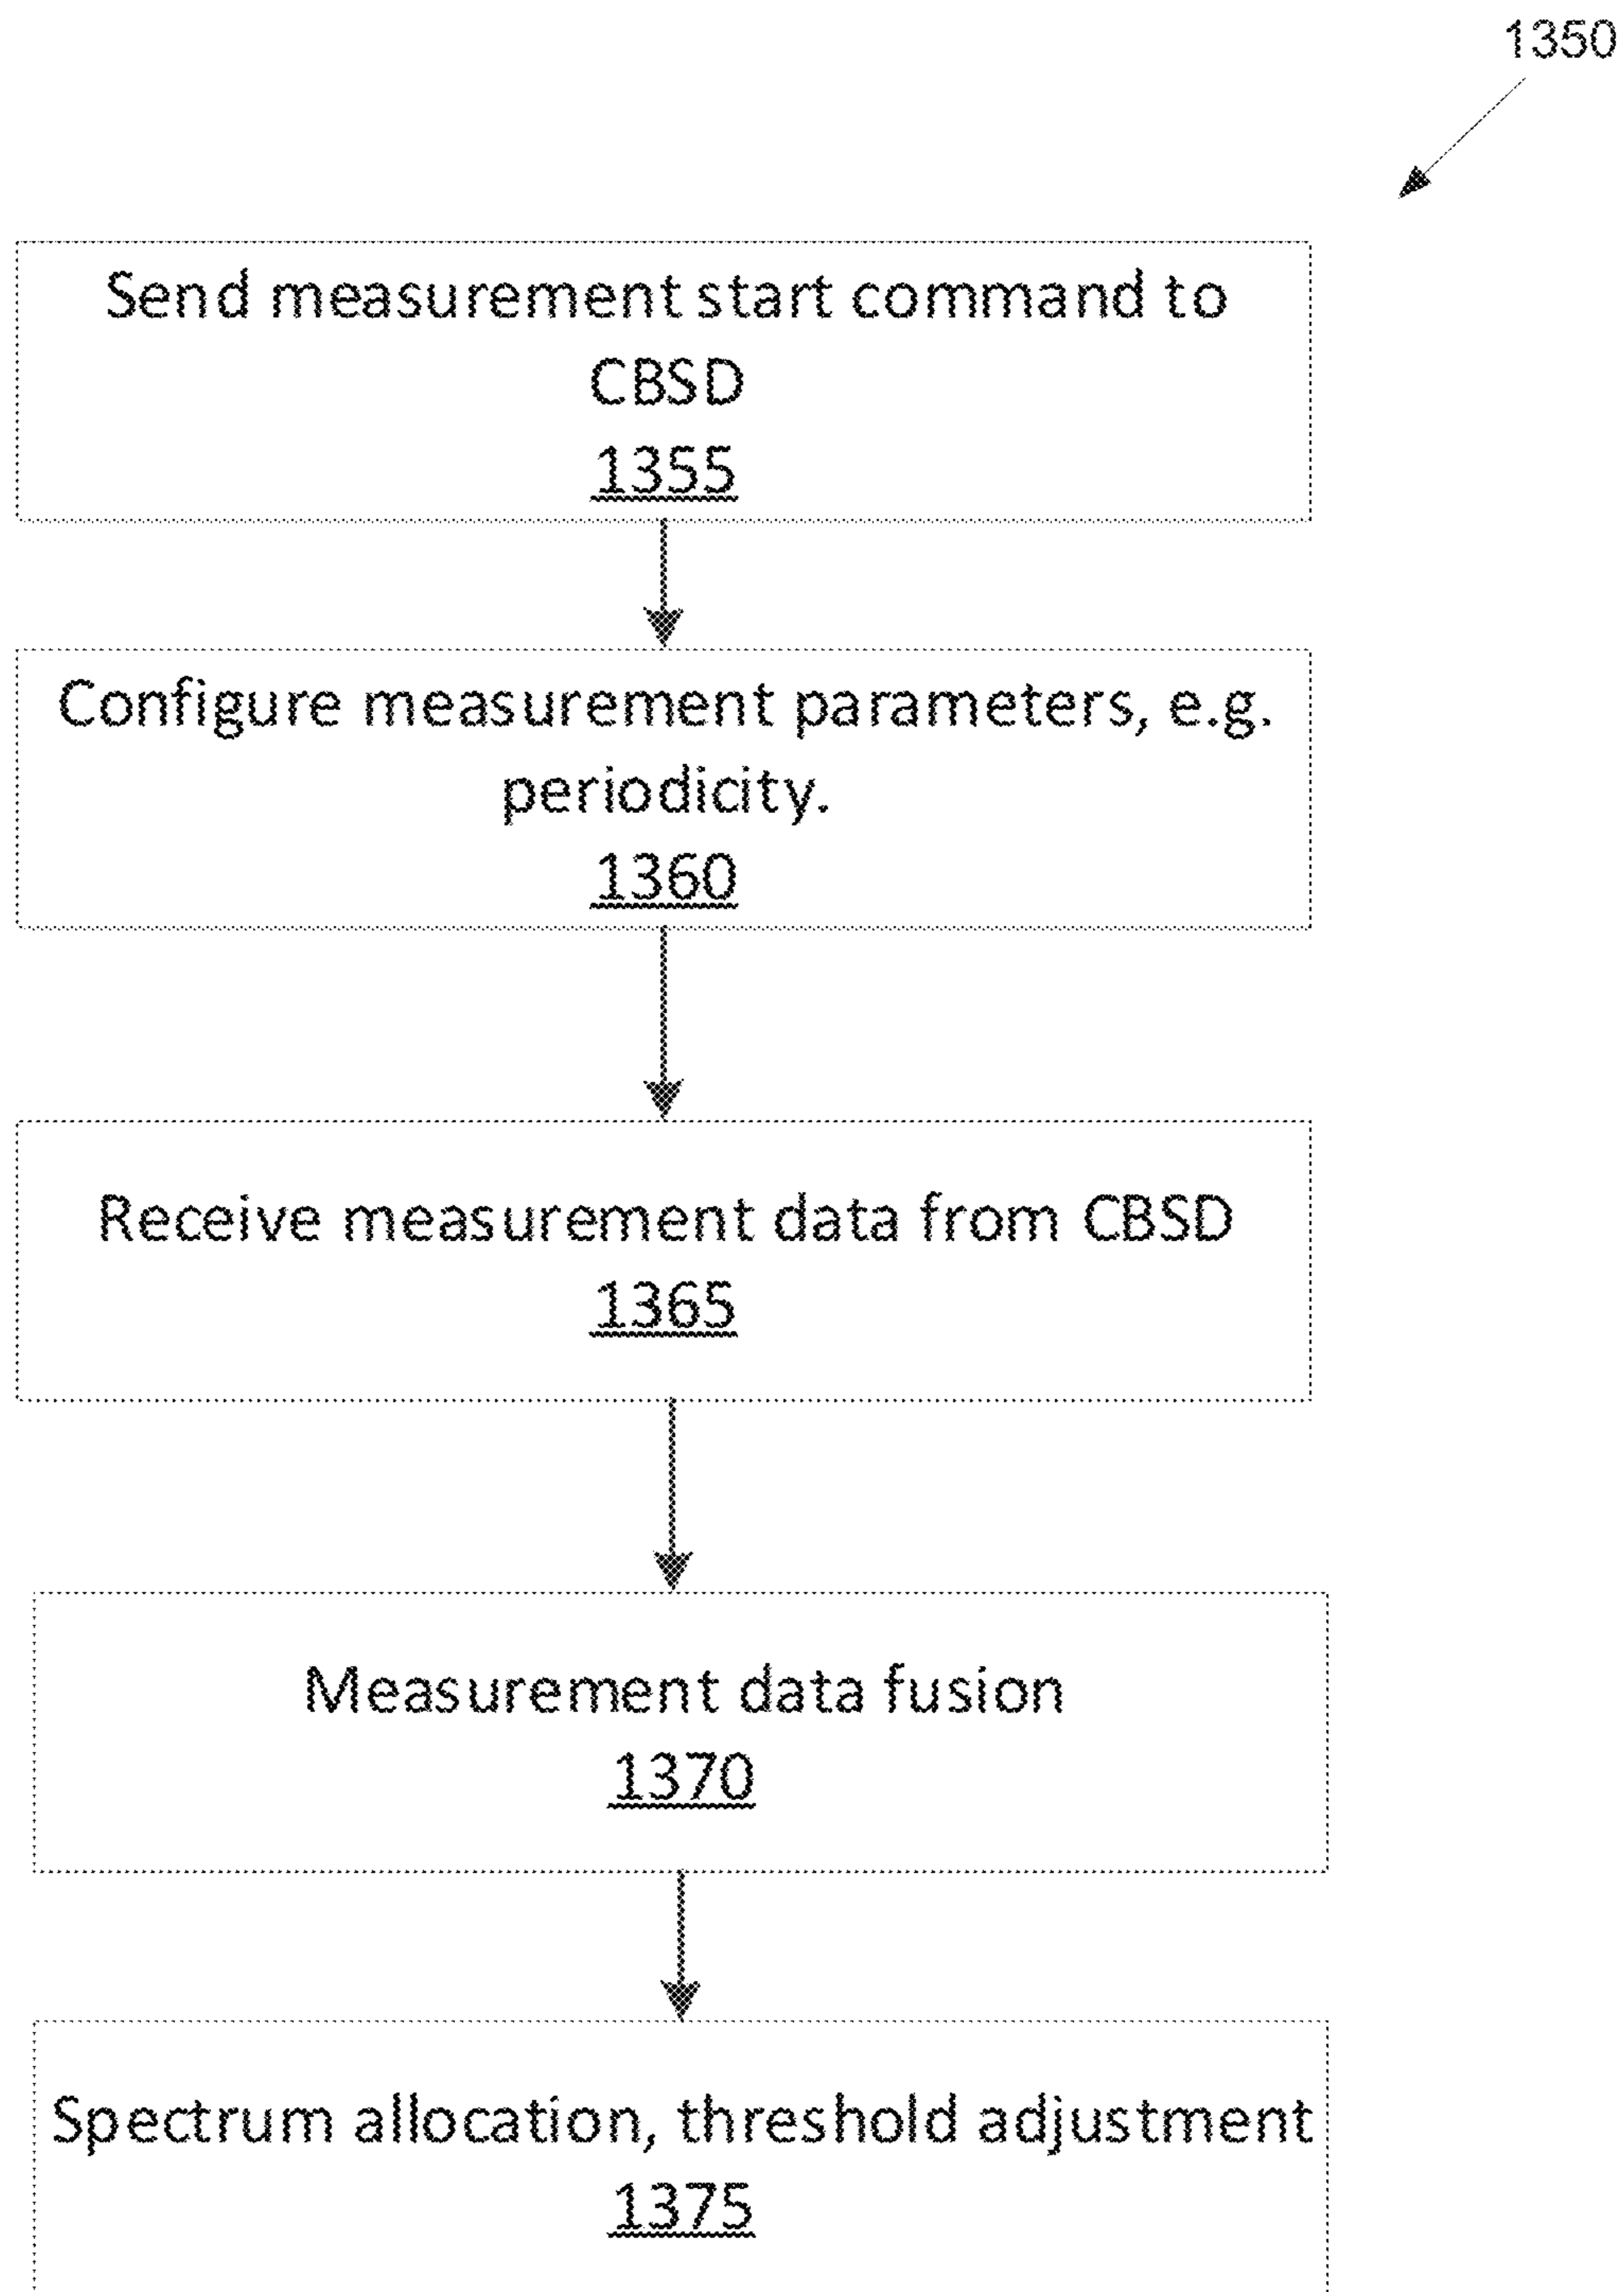 1350
Send measurement start command to
CBSD
1355
Configure measurement parameters, e.g.
periodicity.
1360
Receive measurement data from CBSD
1365
Measurement data fusion
1370
Spectrum allocation, threshold adjustment
1375